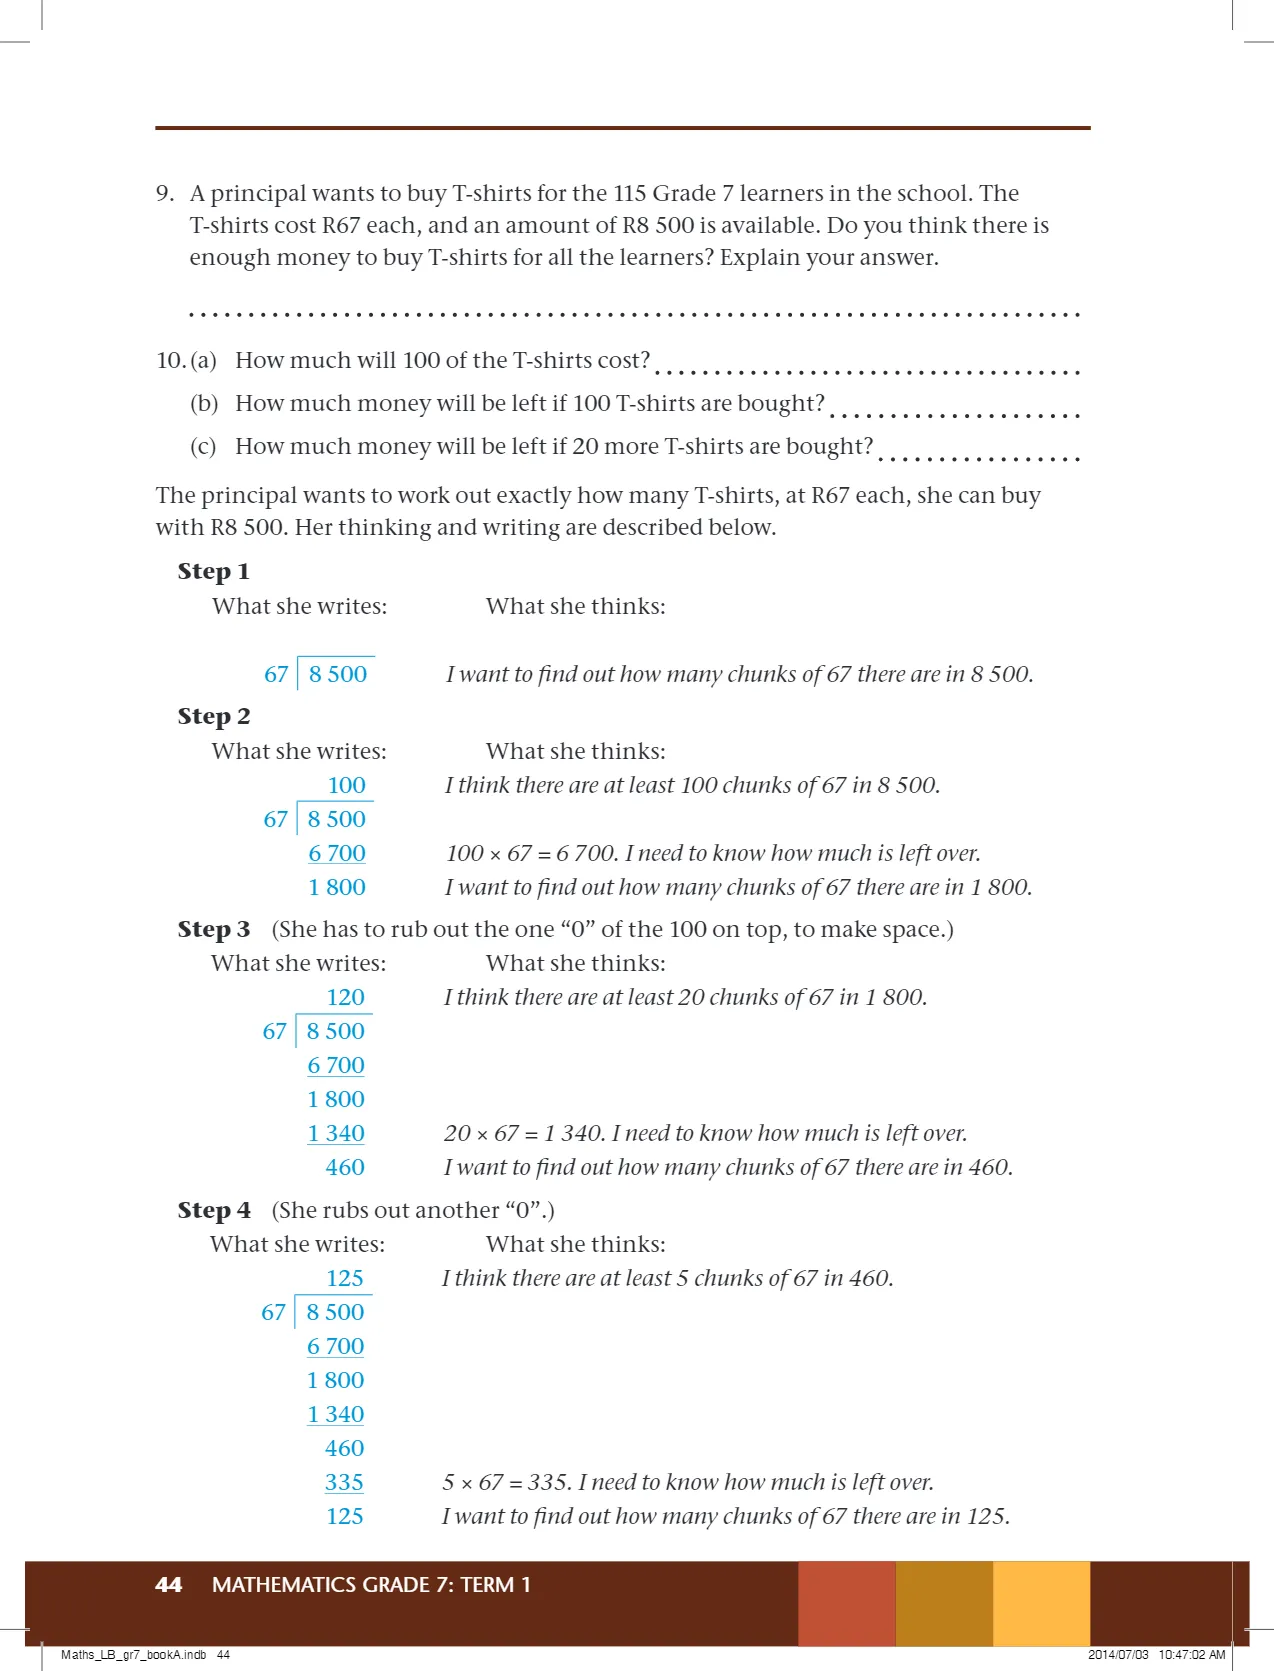 9. A principal wants to buy T-shirts for the 115 Grade 7 learners in the school. The
T-shirts cost R67 each, and an amount of R8 500 is available. Do you think there is
enough money to buy T-shirts for all the learners? Explain your answer.
10. (a) How much will 100 of the T-shirts cost?
(b) How much money will be left if 100 T-shirts are bought?
(c) How much money will be left if 20 more T-shirts are bought?
The principal wants to work out exactly how many T-shirts, at R67 each, she can buy
with R8 500. Her thinking and writing are described below.
Step 1
What she writes: What she thinks:
67 8 500 I want to find out how many chunks of 67 there are in 8 500.
Step 2
What she writes: What she thinks:
100 I think there are at least 100 chunks of 67 in 8 500.
67 8 500
6 700 100 × 67 = 6 700. I need to know how much is left over.
1 800 I want to find out how many chunks of 67 there are in 1 800.
Step 3 (She has to rub out the one “0” of the 100 on top, to make space.)
What she writes: What she thinks:
120 I think there are at least 20 chunks of 67 in 1 800.
67 8 500
6 700
1 800
1 340 20 × 67 = 1 340. I need to know how much is left over.
460 I want to find out how many chunks of 67 there are in 460.
Step 4 (She rubs out another “0”.)
What she writes: What she thinks:
125 I think there are at least 5 chunks of 67 in 460.
67 8 500
6 700
1 800
1 340
460
335 5 × 67 = 335. I need to know how much is left over.
125 I want to find out how many chunks of 67 there are in 125.
44 MATHEMATICS GRADE 7: TERM 1
Maths_LB_gr7_bookA.indb 44 2014/07/03 10:47:02 AM